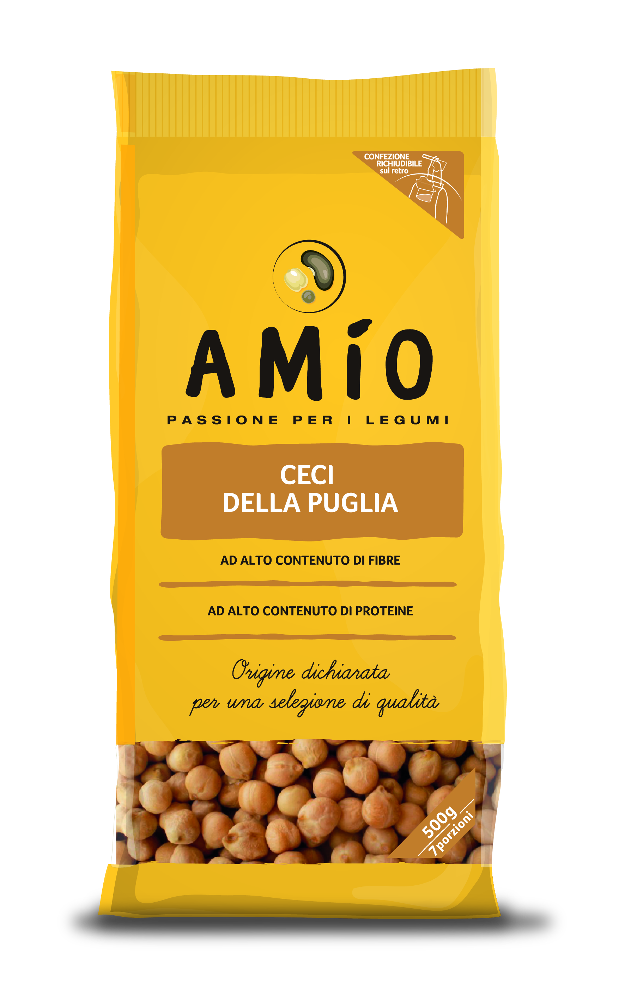 CONFEZIONE
RICHIUDIBILE
sul retro
AMÍO
PASSIONE PER I LEGUMI
CECI
DELLA PUGLIA
AD ALTO CONTENUTO DI FIBRE
AD ALTO CONTENUTO DI PROTEINE
Origine dichiarata
per una selezione di qualità
500g
7porzioni